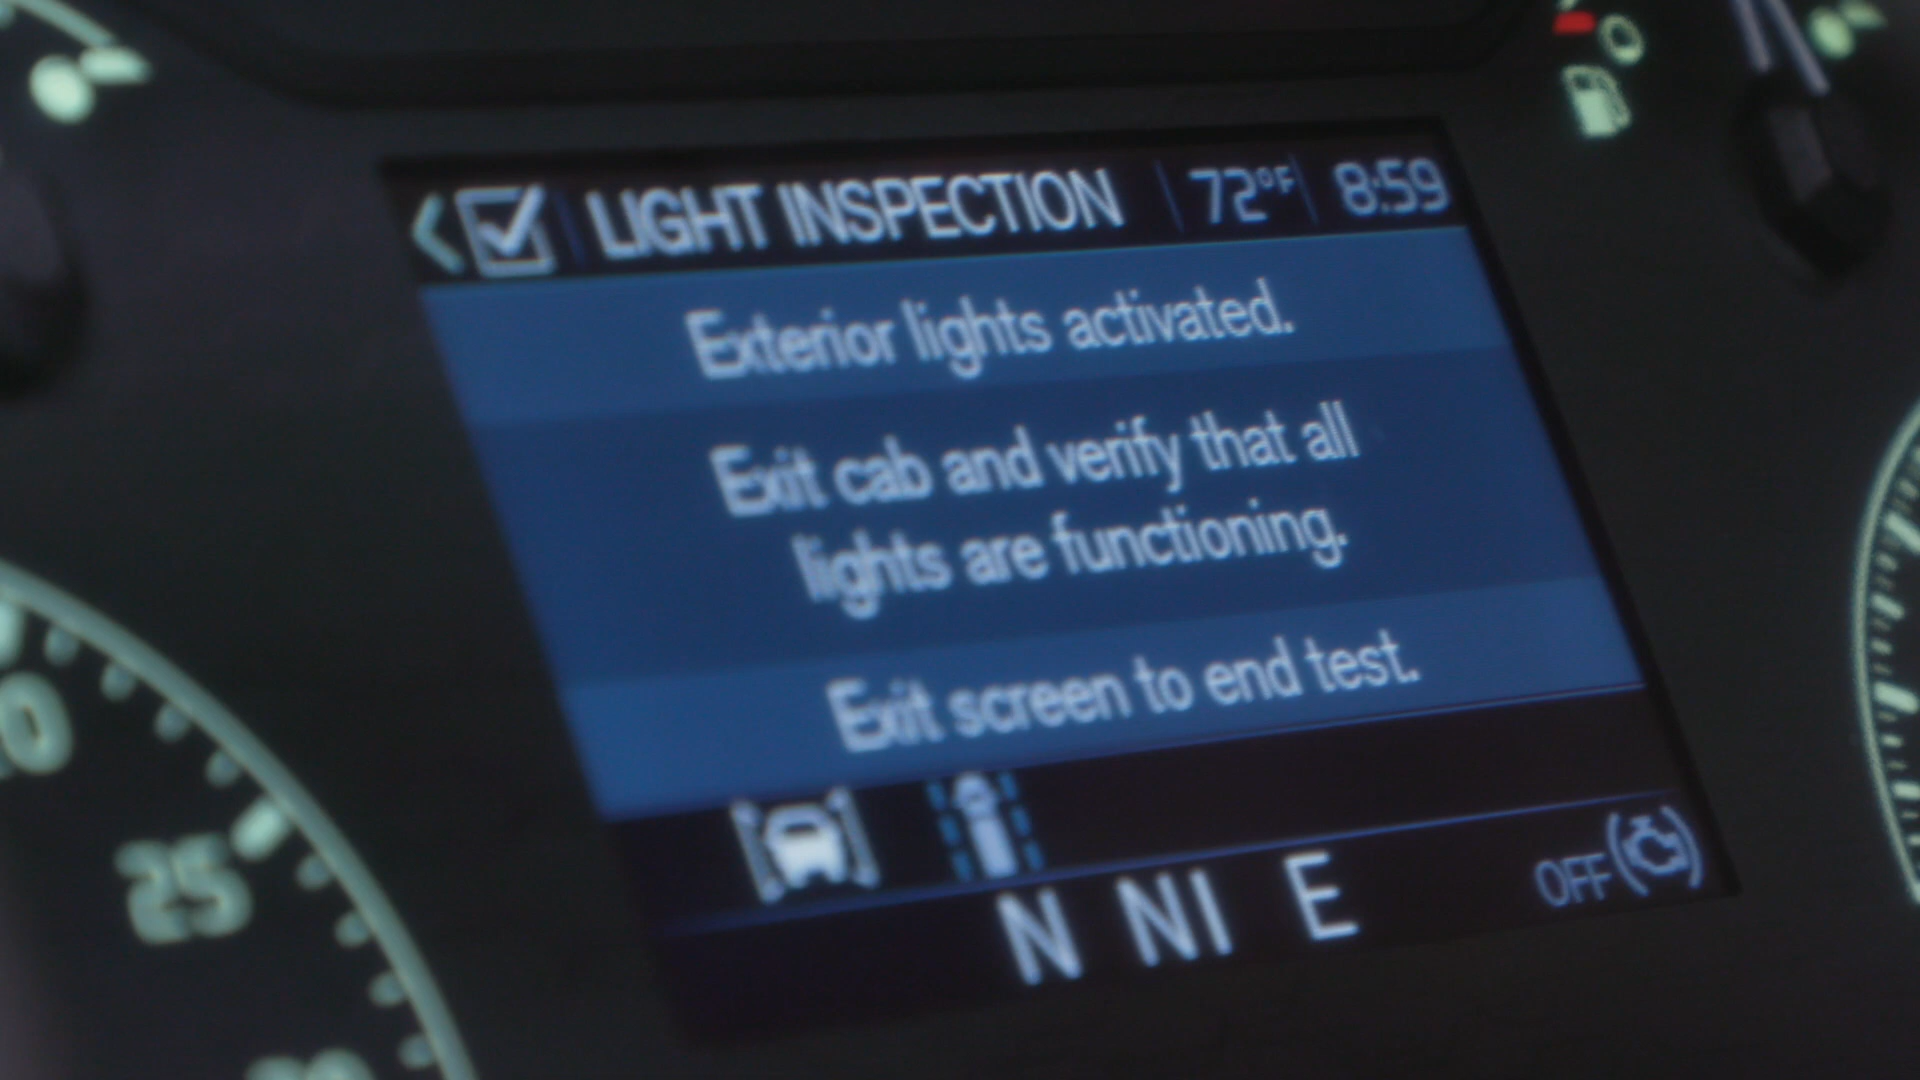 LIGHT INSPECTION 72°F 8:59
Exterior lights activated.
Exit cab and verify that all
lights are functioning.
Exit screen to end test.
N NI E OFF
25